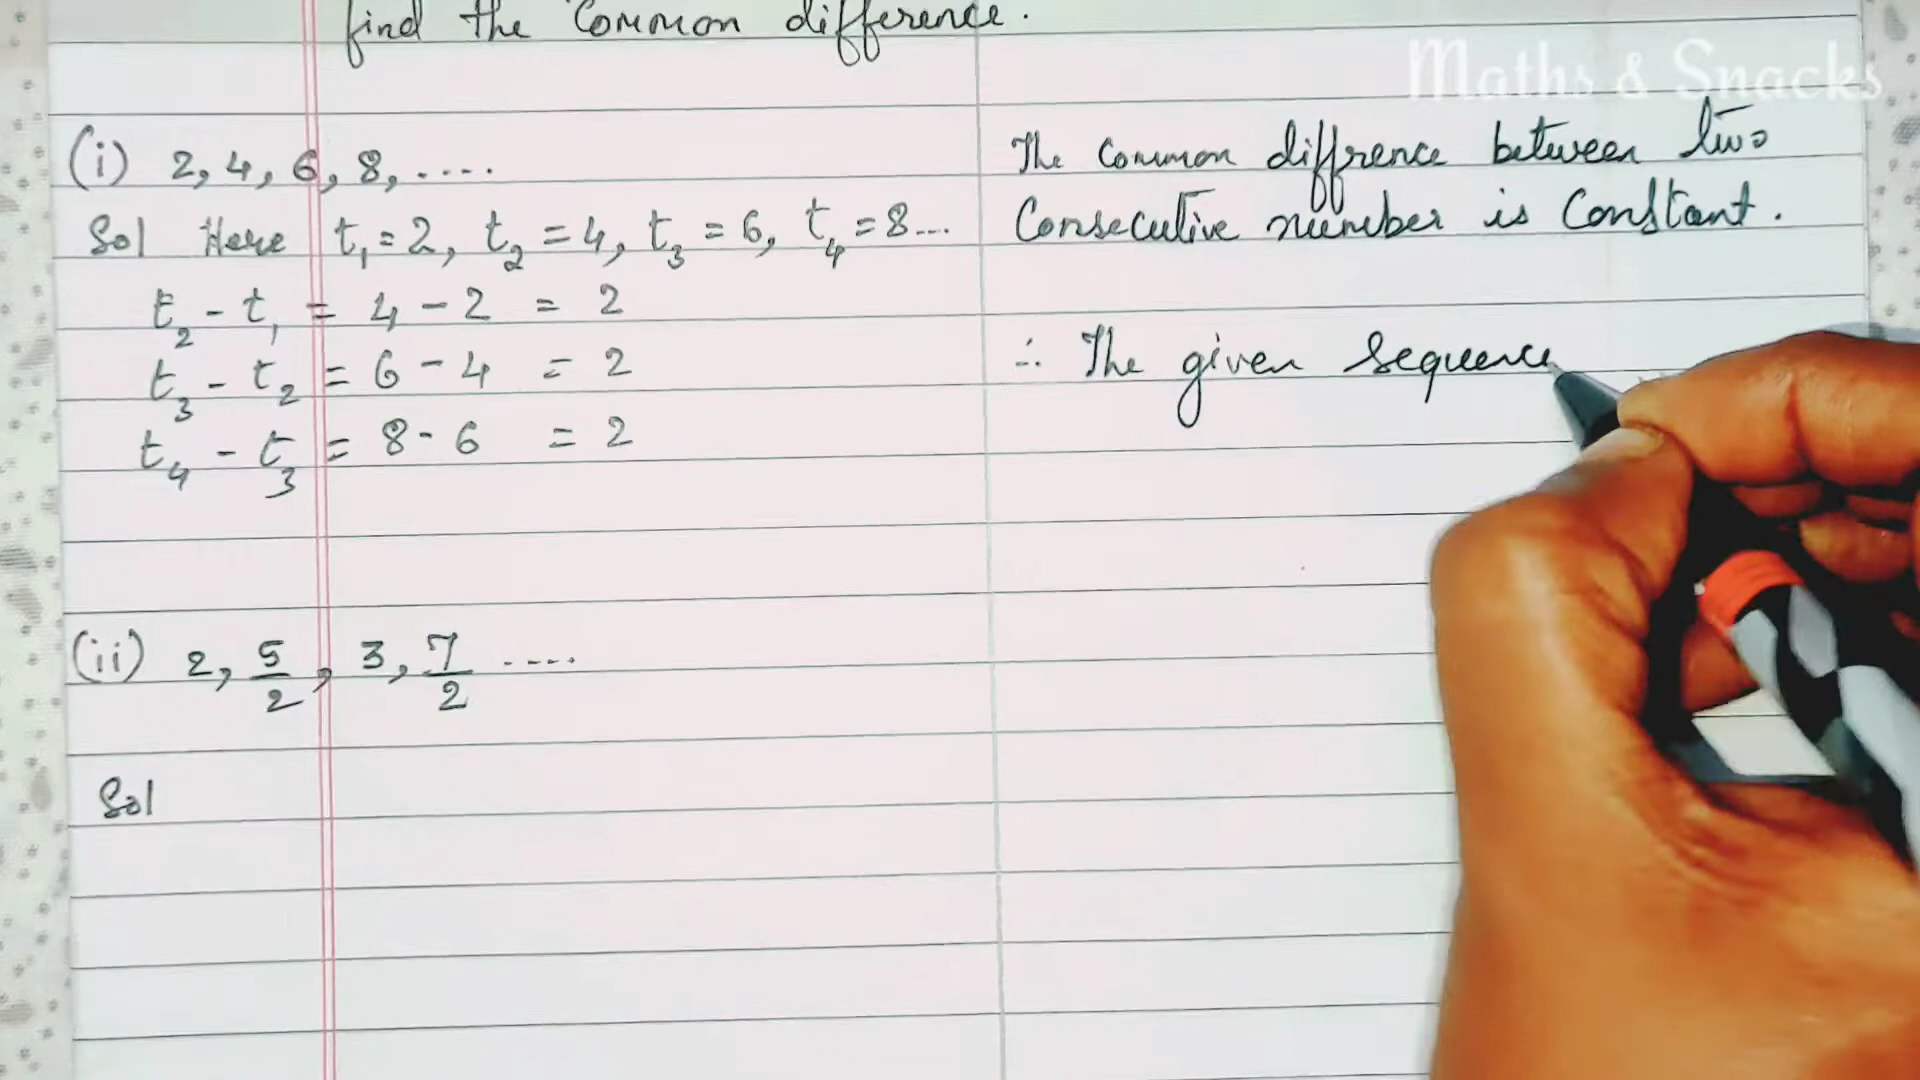 find the Common difference.
Maths & Snacks
(i) 2, 4, 6, 8, ....
Sol Here t₁ = 2, t₂ = 4, t₃ = 6, t₄ = 8...
t₂ - t₁ = 4 - 2 = 2
t₃ - t₂ = 6 - 4 = 2
t₄ - t₃ = 8 - 6 = 2
The Common diffrence between two
Consecutive number is Constant.
∴ The given sequence
(ii) 2, 5/2, 3, 7/2 ....
Sol